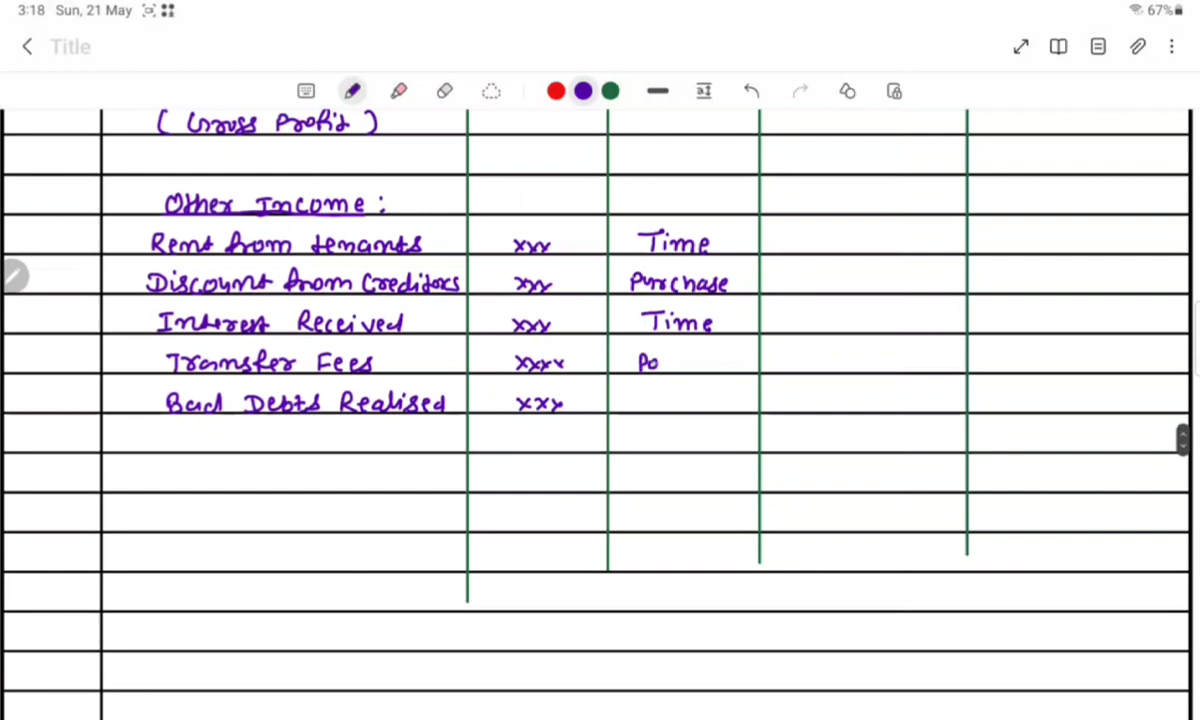 3:18 Sun, 21 May 67%
Title
( Gross Profit )
Other Income :
Rent from tenants xxx Time
Discount from Creditors xxx Purchase
Interest Received xxx Time
Transfer Fees xxxx Po
Bad Debts Realised xxx